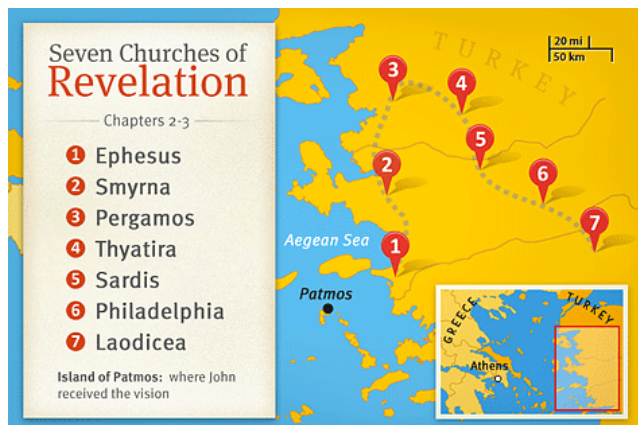 Seven Churches of
Revelation
Chapters 2-3
1 Ephesus
2 Smyrna
3 Pergamos
4 Thyatira
5 Sardis
6 Philadelphia
7 Laodicea
Island of Patmos: where John
received the vision
TURKEY
20 mi
50 km
3
4
5
2
6
7
1
Aegean Sea
Patmos
GREECE
TURKEY
Athens